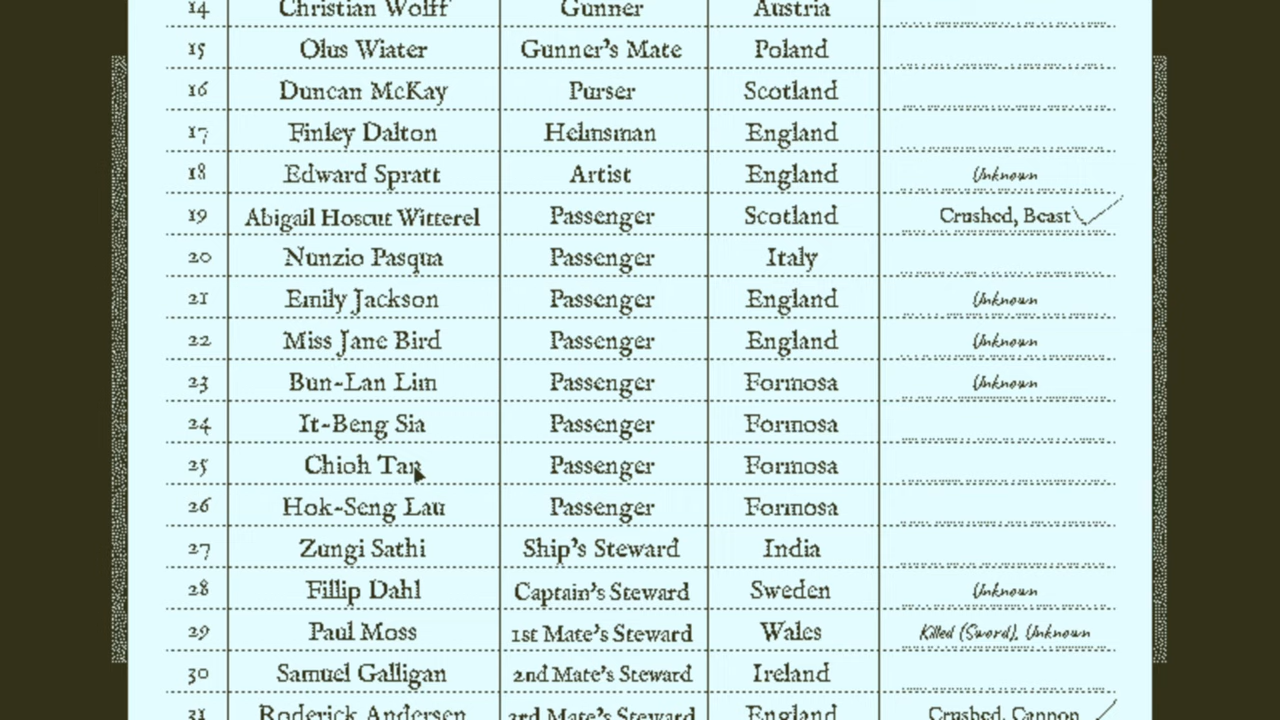 14 Christian Wolff Gunner Austria
15 Olus Wiater Gunner's Mate Poland
16 Duncan McKay Purser Scotland
17 Finley Dalton Helmsman England
18 Edward Spratt Artist England Unknown
19 Abigail Hoscut Witterel Passenger Scotland Crushed, Beast
20 Nunzio Pasqua Passenger Italy
21 Emily Jackson Passenger England Unknown
22 Miss Jane Bird Passenger England Unknown
23 Bun-Lan Lim Passenger Formosa Unknown
24 It-Beng Sia Passenger Formosa
25 Chioh Tan Passenger Formosa
26 Hok-Seng Lau Passenger Formosa
27 Zungi Sathi Ship's Steward India
28 Fillip Dahl Captain's Steward Sweden Unknown
29 Paul Moss 1st Mate's Steward Wales Killed (Sword), Unknown
30 Samuel Galligan 2nd Mate's Steward Ireland
31 Roderick Andersen 3rd Mate's Steward England Crushed, Cannon